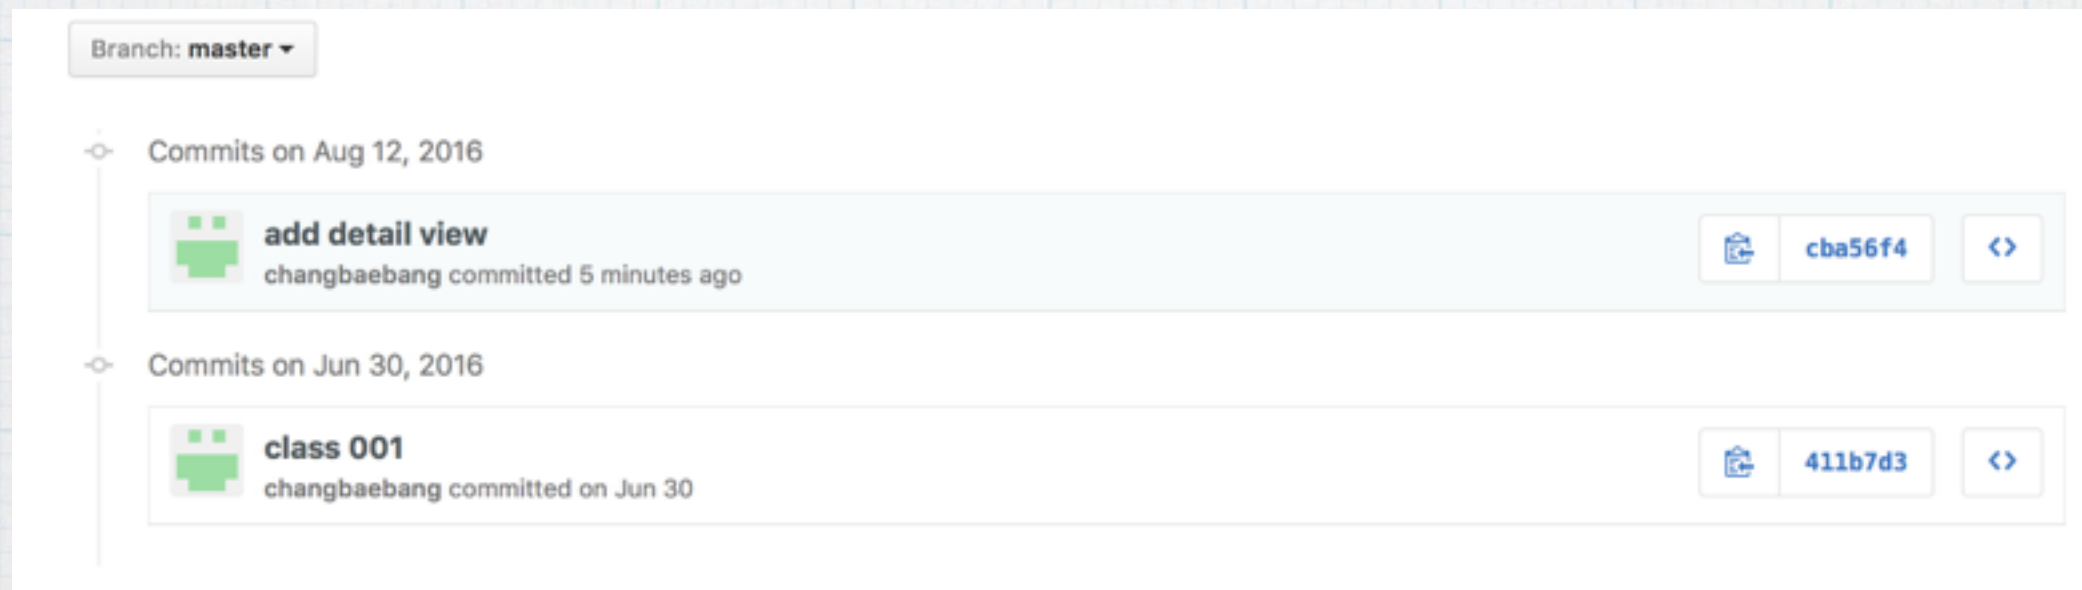 Branch: master
Commits on Aug 12, 2016
add detail view
cba56f4
changbaebang committed 5 minutes ago
Commits on Jun 30, 2016
class 001
411b7d3
changbaebang committed on Jun 30